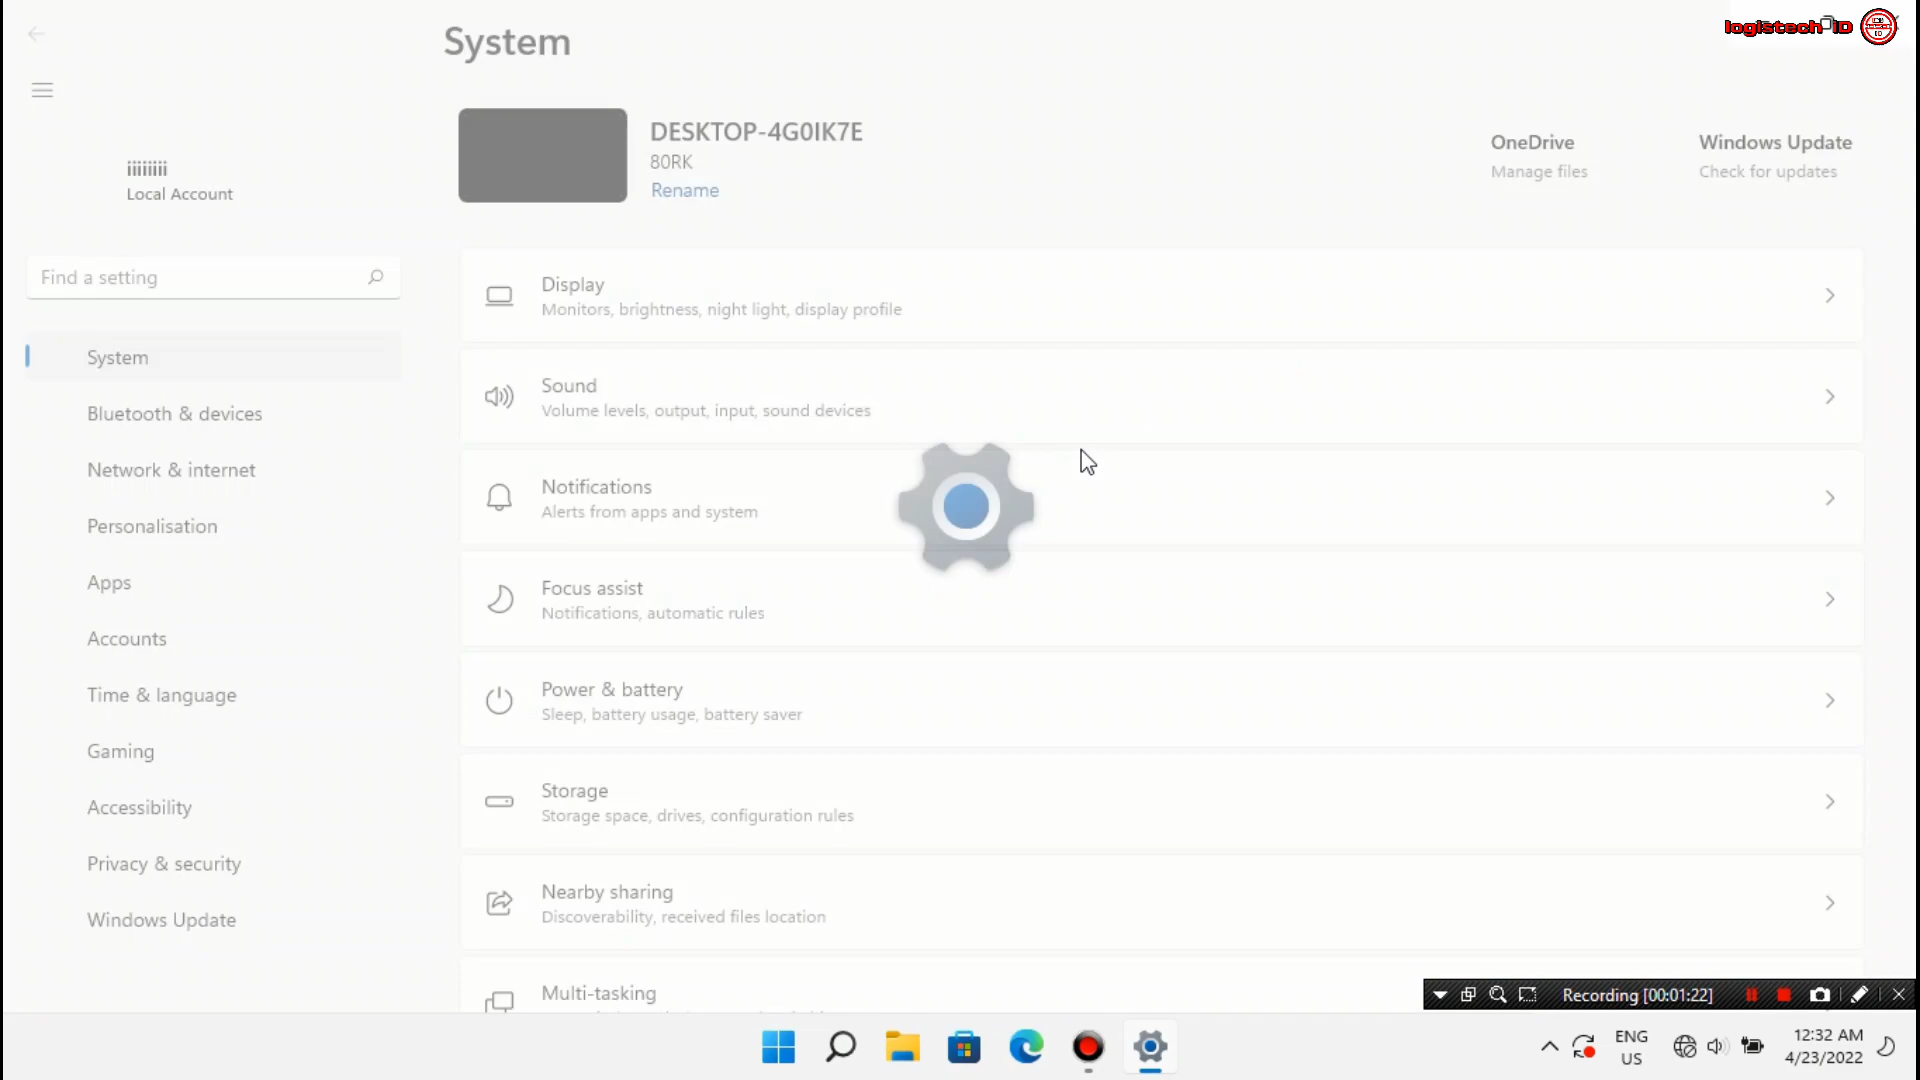 System
logistech ID
DESKTOP-4G0IK7E
80RK
Rename
OneDrive
Manage files
Windows Update
Check for updates
iiiiiiii
Local Account
Find a setting
System
Bluetooth & devices
Network & internet
Personalisation
Apps
Accounts
Time & language
Gaming
Accessibility
Privacy & security
Windows Update
Display
Monitors, brightness, night light, display profile
Sound
Volume levels, output, input, sound devices
Notifications
Alerts from apps and system
Focus assist
Notifications, automatic rules
Power & battery
Sleep, battery usage, battery saver
Storage
Storage space, drives, configuration rules
Nearby sharing
Discoverability, received files location
Multi-tasking
Recording [00:01:22]
ENG
US
12:32 AM
4/23/2022